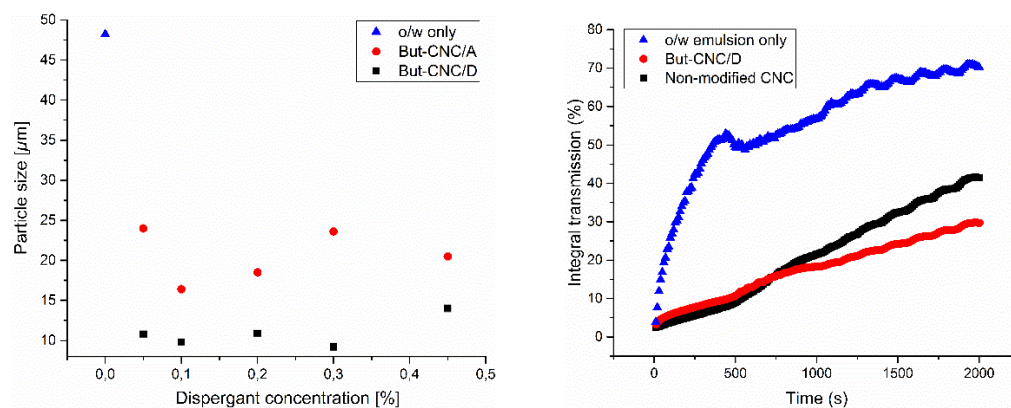 o/w only
But-CNC/A
But-CNC/D
Particle size [µm]
50
45
40
35
30
25
20
15
10
0,0 0,1 0,2 0,3 0,4 0,5
Dispergant concentration [%]
o/w emulsion only
But-CNC/D
Non-modified CNC
Integral transmission (%)
70
60
50
40
30
20
10
0
0 500 1000 1500 2000
Time (s)